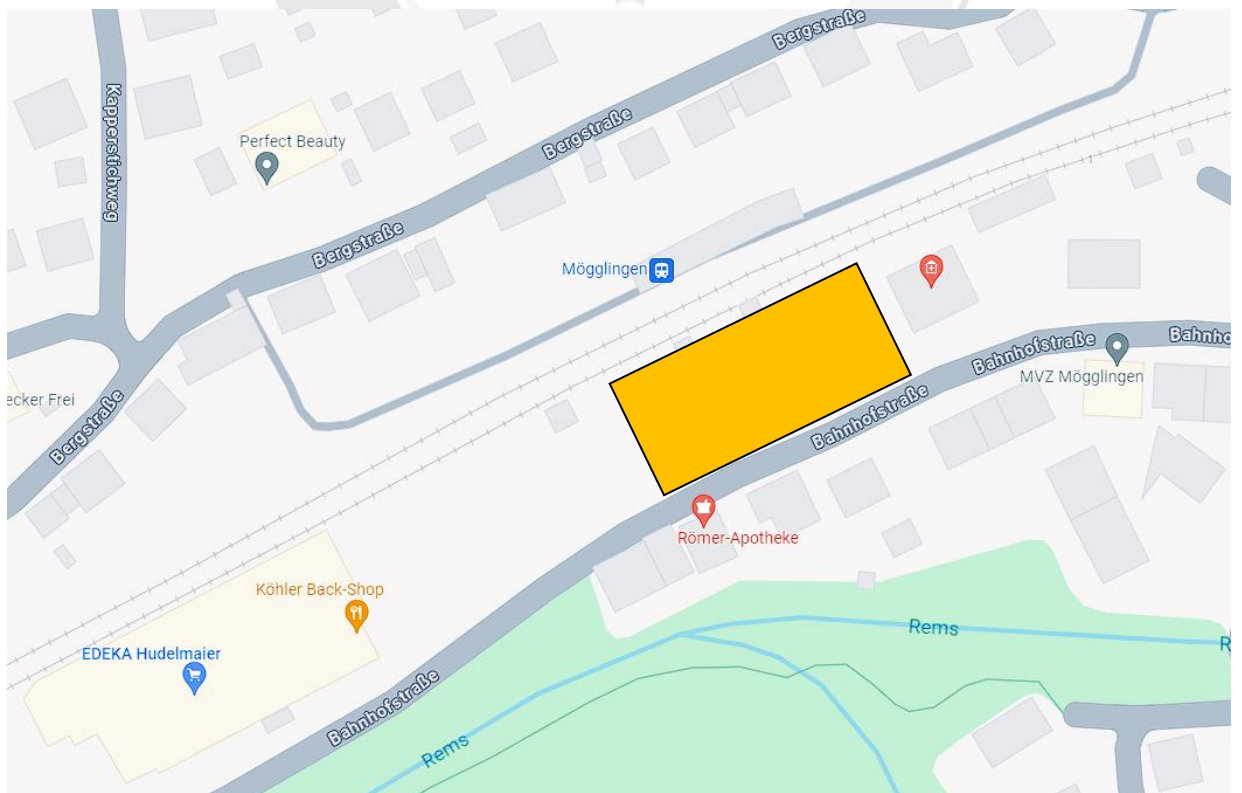 Bergstraße
Kapperstichweg
Bergstraße
Perfect Beauty
Bergstraße
Mögglingen
Bahnho
Bahnhofstraße
MVZ Mögglingen
ecker Frei
Bergstraße
Bahnhofstraße
Römer-Apotheke
Köhler Back-Shop
Rems
R
EDEKA Hudelmaier
Bahnhofstraße
Rems